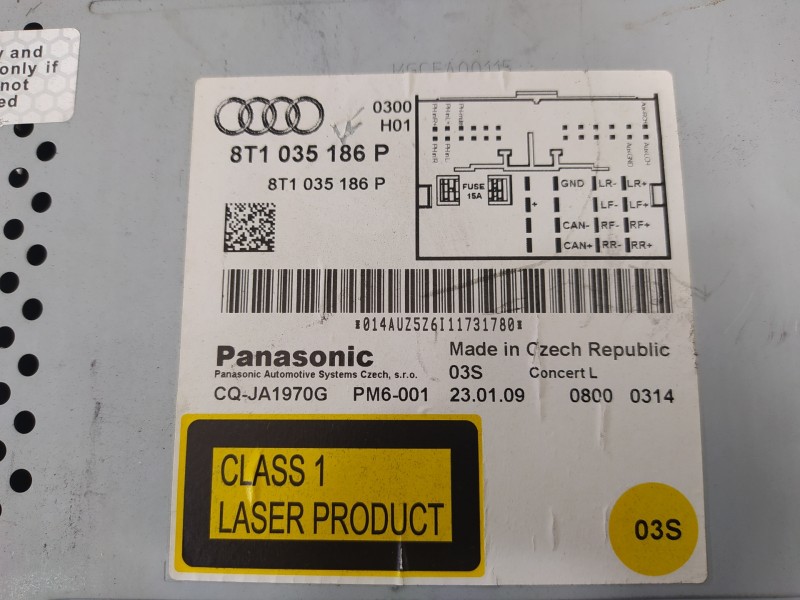 y and
only if
not
ed
0300
H01
8T1 035 186 P
8T1 035 186 P
FUSE
15A
GND LR- LR+
+ LF- LF+
CAN- RF- RF+
CAN+ RR- RR+
*014AUZ5Z6I11731780*
Panasonic
Panasonic Automotive Systems Czech, s.r.o.
Made in Czech Republic
03S Concert L
CQ-JA1970G PM6-001 23.01.09 0800 0314
CLASS 1
LASER PRODUCT
03S